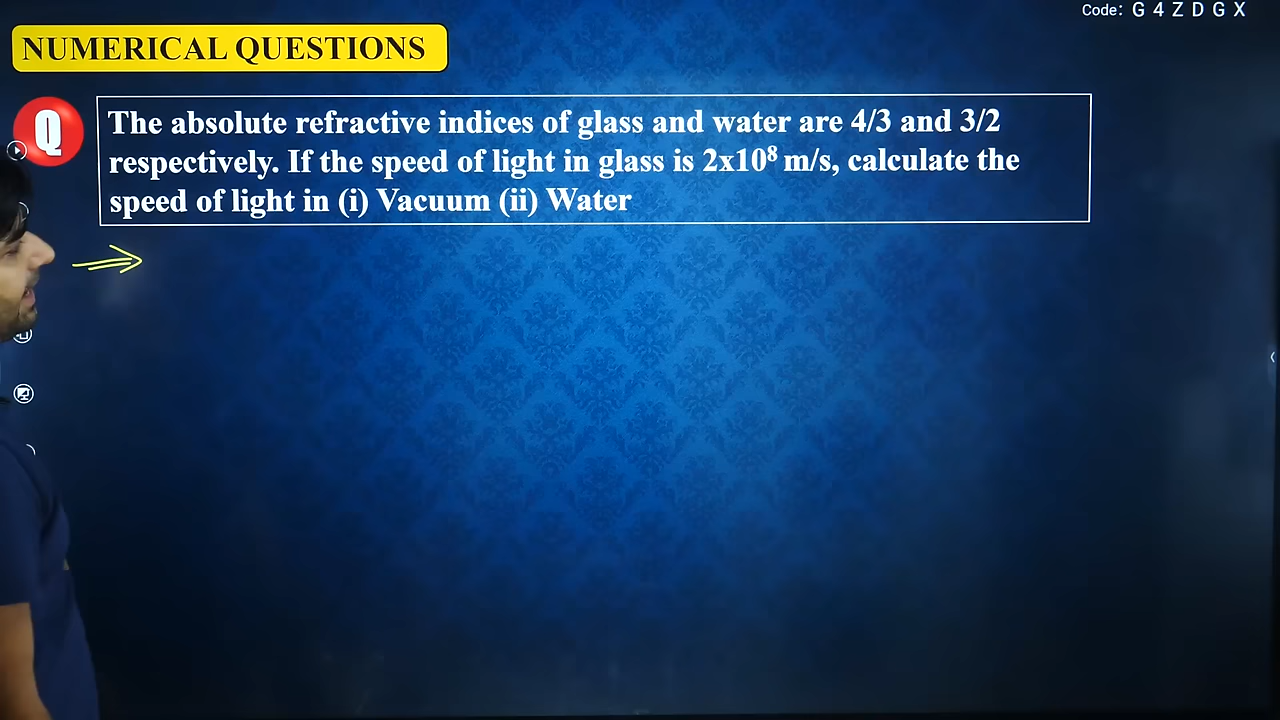 Code: G 4 Z D G X
NUMERICAL QUESTIONS
Q
The absolute refractive indices of glass and water are 4/3 and 3/2
respectively. If the speed of light in glass is 2x10⁸ m/s, calculate the
speed of light in (i) Vacuum (ii) Water